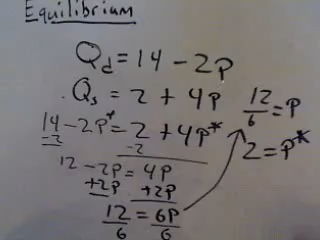 Equilibrium
Qd = 14 - 2P
Qs = 2 + 4P
14 - 2P* = 2 + 4P*
-2 -2
12 - 2P = 4P
+2P +2P
12/6 = 6P/6
12/6 = P
2 = P*